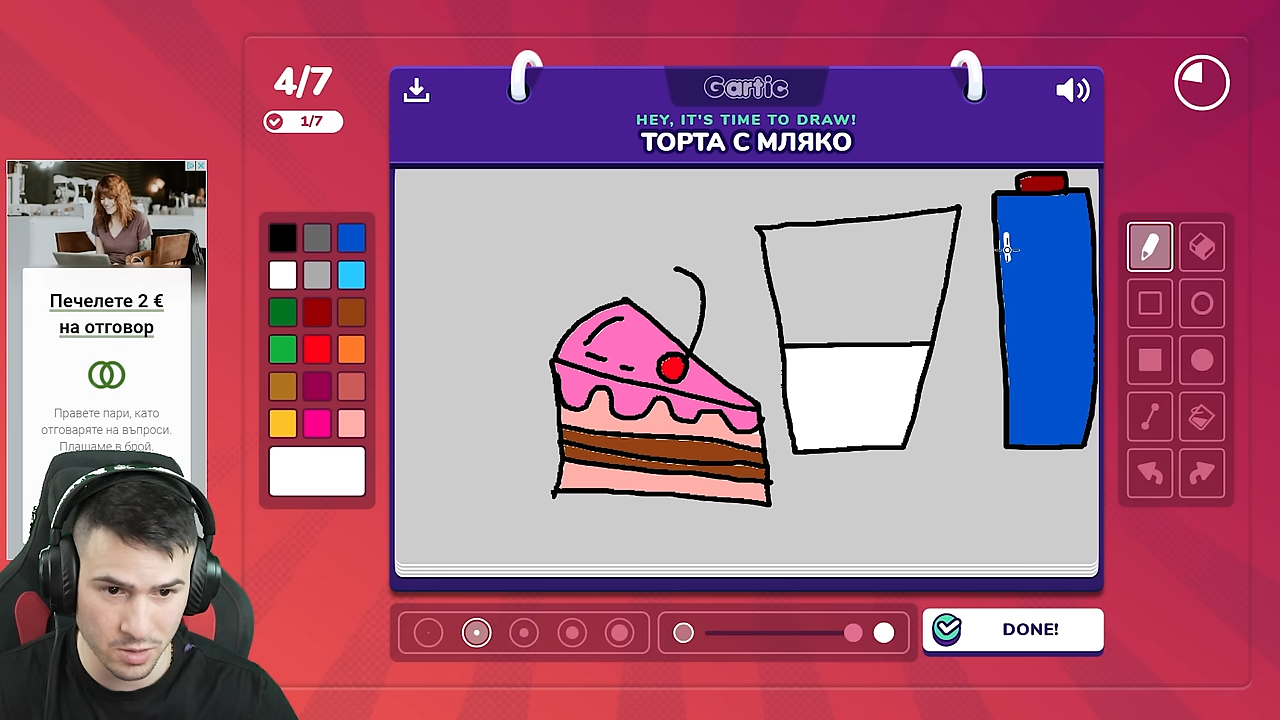 4/7
1/7
Gartic
HEY, IT'S TIME TO DRAW!
ТОРТА С МЛЯКО
Печелете 2 €
на отговор
Правете пари, като
отговаряте на въпроси.
Плащаме в брой.
DONE!